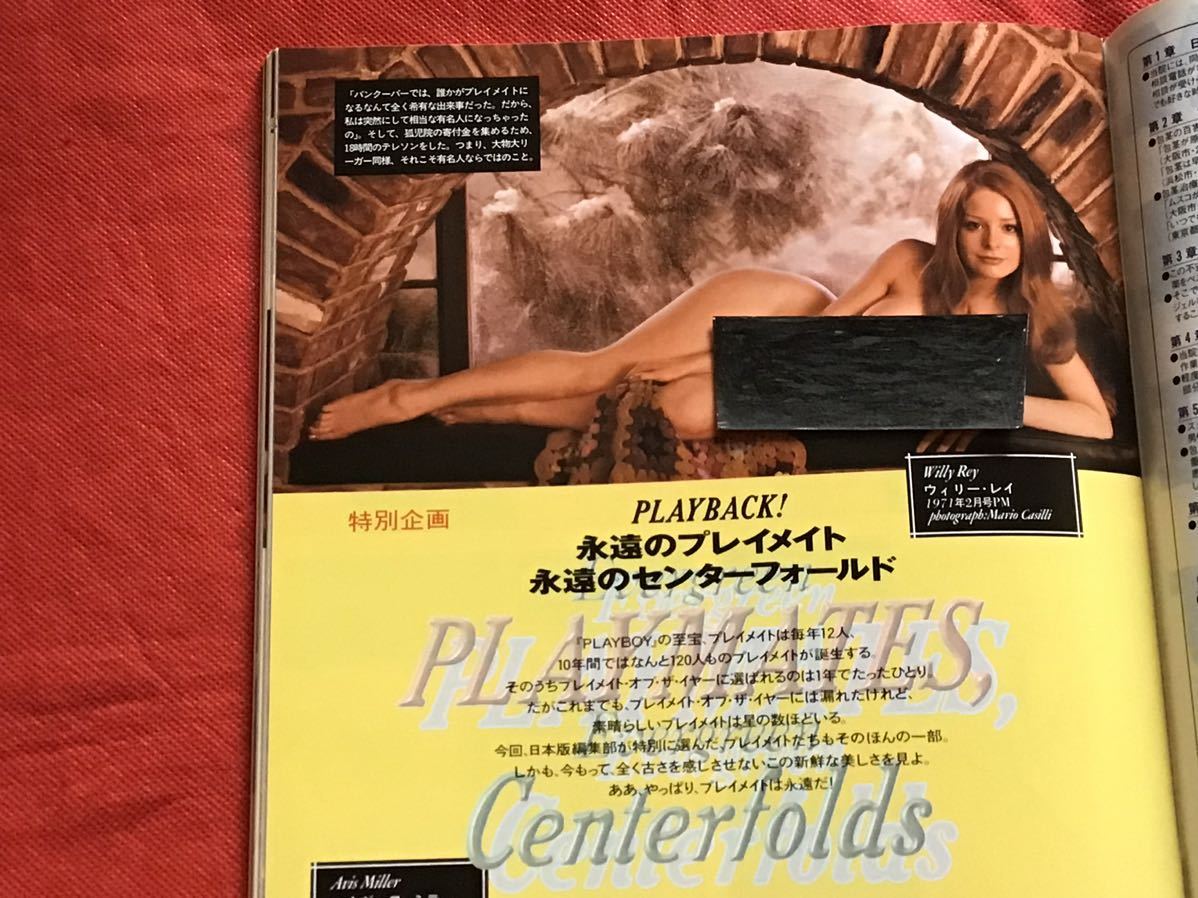 「バンクーバーでは、誰かがプレイメイトに
なるなんて全く希有な出来事だった。だから、
私は突然にして相当な有名人になっちゃった
の」。そして、孤児院の寄付金を集めるため、
18時間のテレソンをした。つまり、大物大リ
ーガー同様、それこそ有名人ならではのこと。
Willy Rey
ウィリー・レイ
1971年2月号PM
photograph:Mario Casilli
特別企画
PLAYBACK!
永遠のプレイメイト
永遠のセンターフォールド
Evergreen
PLAYMATES,
『PLAYBOY』の至宝、プレイメイトは毎年12人、
10年間ではなんと120人ものプレイメイトが誕生する。
そのうちプレイメイト・オブ・ザ・イヤーに選ばれるのは1年でたったひとり。
だがこれまでも、プレイメイト・オブ・ザ・イヤーには漏れたけれど、
素晴らしいプレイメイトは星の数ほどいる。
今回、日本版編集部が特別に選んだ、プレイメイトたちもそのほんの一部。
しかも、今もって、全く古さを感じさせないこの新鮮な美しさを見よ。
ああ、やっぱり、プレイメイトは永遠だ!
Evergreen
Centerfolds
Aris Miller
第1章
第2章
第3章
第4章